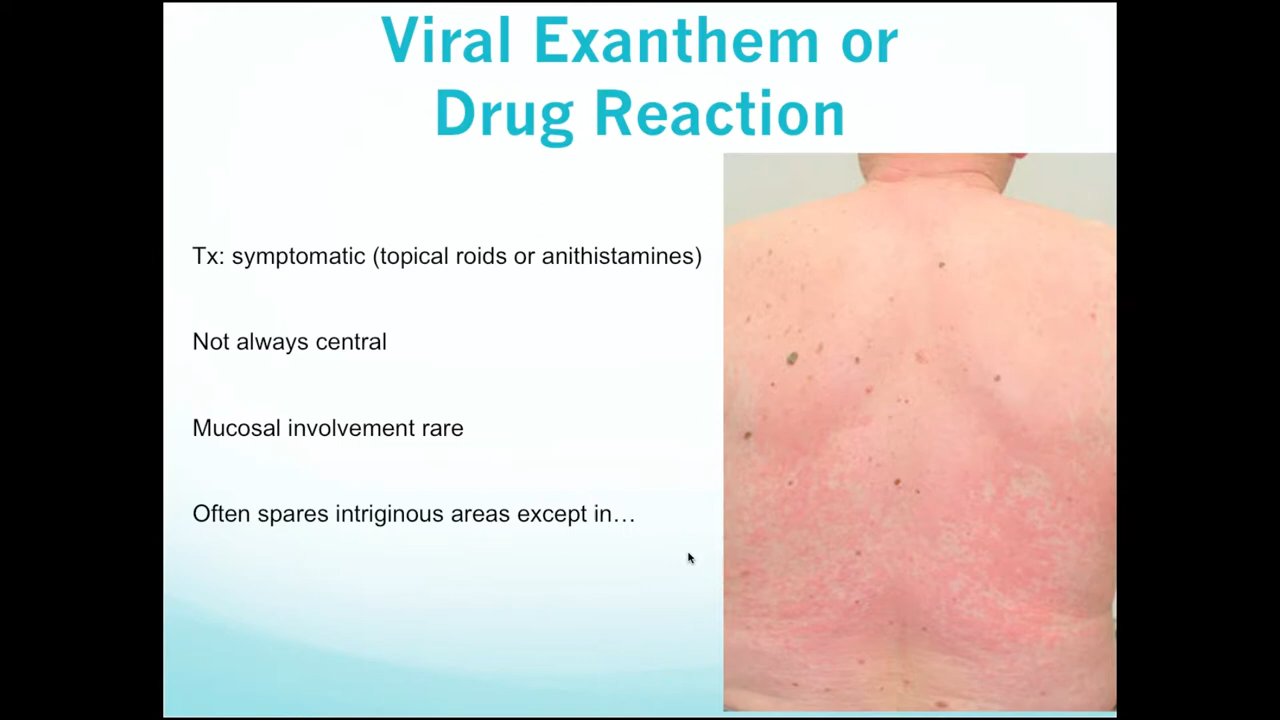 Viral Exanthem or
Drug Reaction
Tx: symptomatic (topical roids or anithistamines)
Not always central
Mucosal involvement rare
Often spares intriginous areas except in…